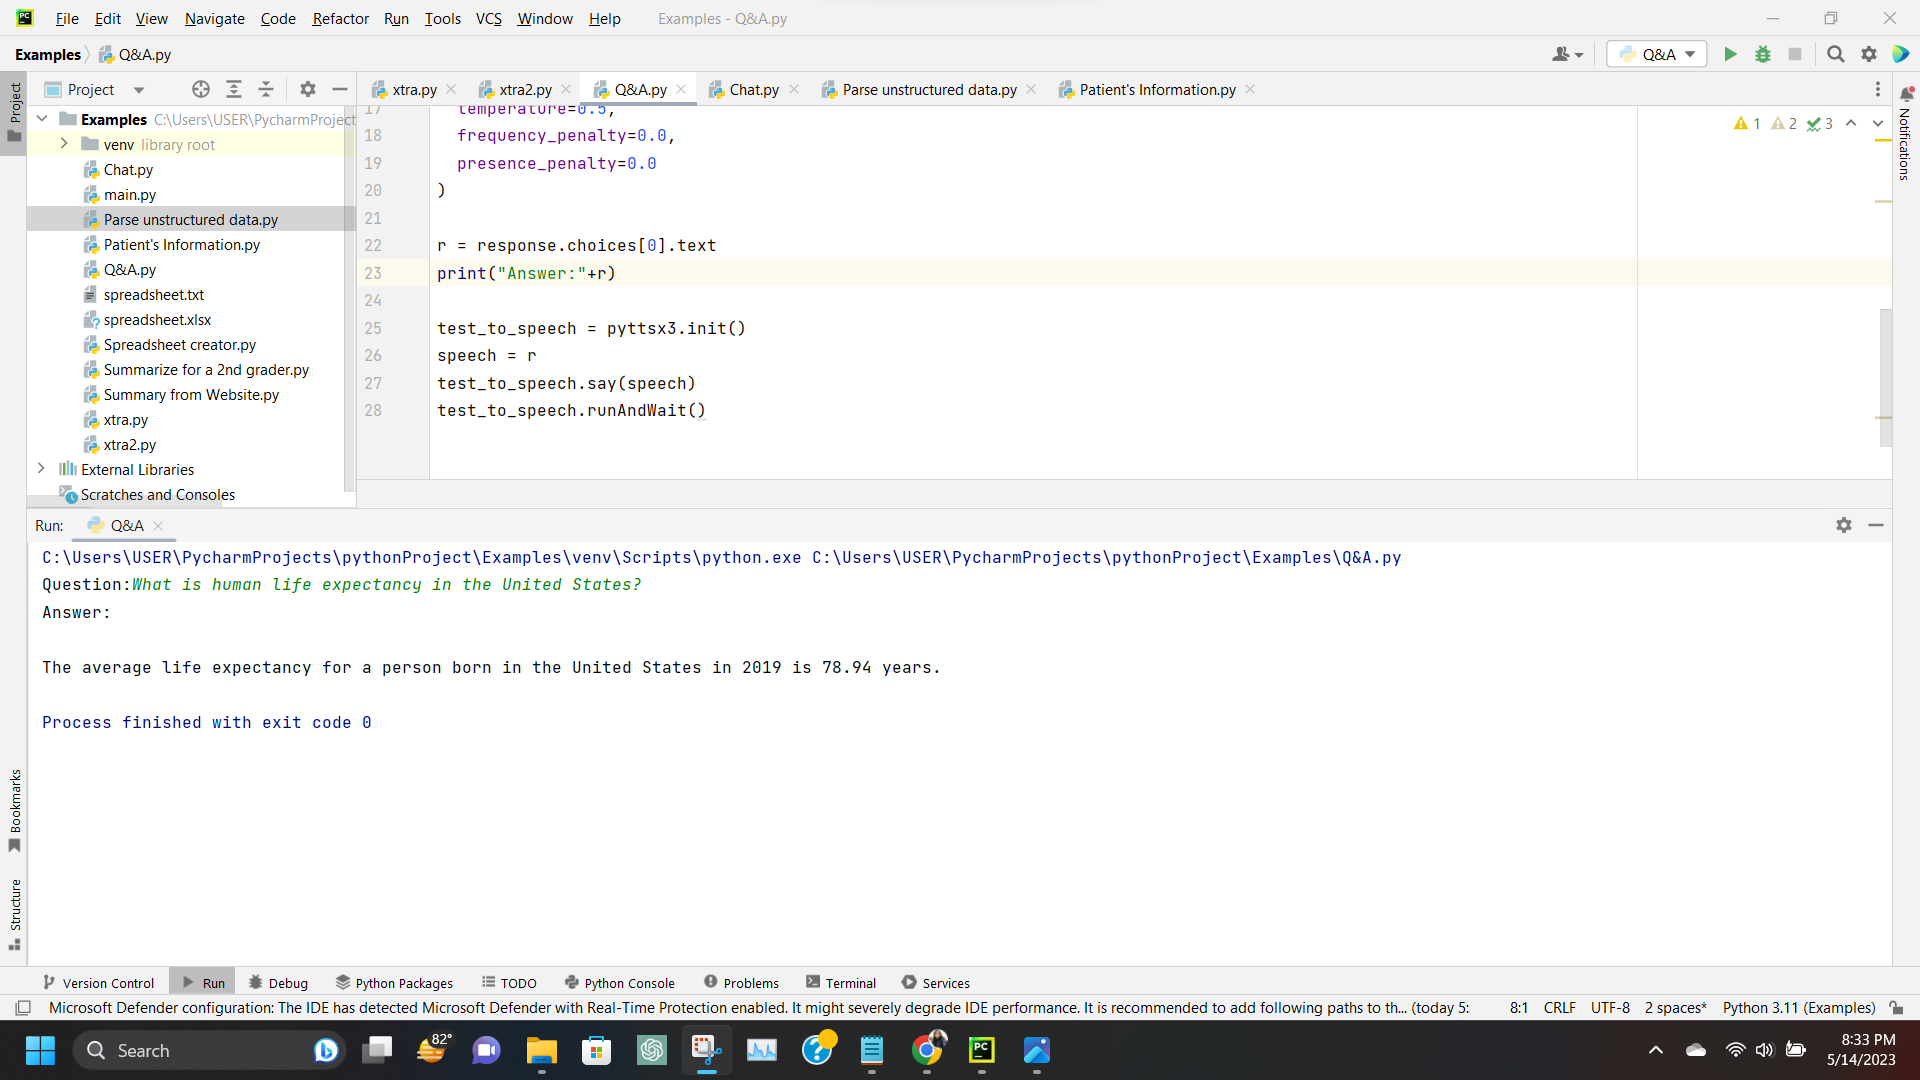 File Edit View Navigate Code Refactor Run Tools VCS Window Help Examples - Q&A.py
Examples Q&A.py Q&A
Project
Project
xtra.py xtra2.py Q&A.py Chat.py Parse unstructured data.py Patient's Information.py
Notifications
Examples C:\Users\USER\PycharmProject
venv library root
Chat.py
main.py
Parse unstructured data.py
Patient's Information.py
Q&A.py
spreadsheet.txt
spreadsheet.xlsx
Spreadsheet creator.py
Summarize for a 2nd grader.py
Summary from Website.py
xtra.py
xtra2.py
External Libraries
Scratches and Consoles
1 2 3
17 temperature=0.5,
18 frequency_penalty=0.0,
19 presence_penalty=0.0
20 )
21
22 r = response.choices[0].text
23 print("Answer:"+r)
24
25 test_to_speech = pyttsx3.init()
26 speech = r
27 test_to_speech.say(speech)
28 test_to_speech.runAndWait()
Run: Q&A
C:\Users\USER\PycharmProjects\pythonProject\Examples\venv\Scripts\python.exe C:\Users\USER\PycharmProjects\pythonProject\Examples\Q&A.py
Question:What is human life expectancy in the United States?
Answer:
The average life expectancy for a person born in the United States in 2019 is 78.94 years.
Process finished with exit code 0
Bookmarks
Structure
Version Control Run Debug Python Packages TODO Python Console Problems Terminal Services
Microsoft Defender configuration: The IDE has detected Microsoft Defender with Real-Time Protection enabled. It might severely degrade IDE performance. It is recommended to add following paths to th... (today 5: 8:1 CRLF UTF-8 2 spaces* Python 3.11 (Examples)
Search 82° PC 8:33 PM
5/14/2023